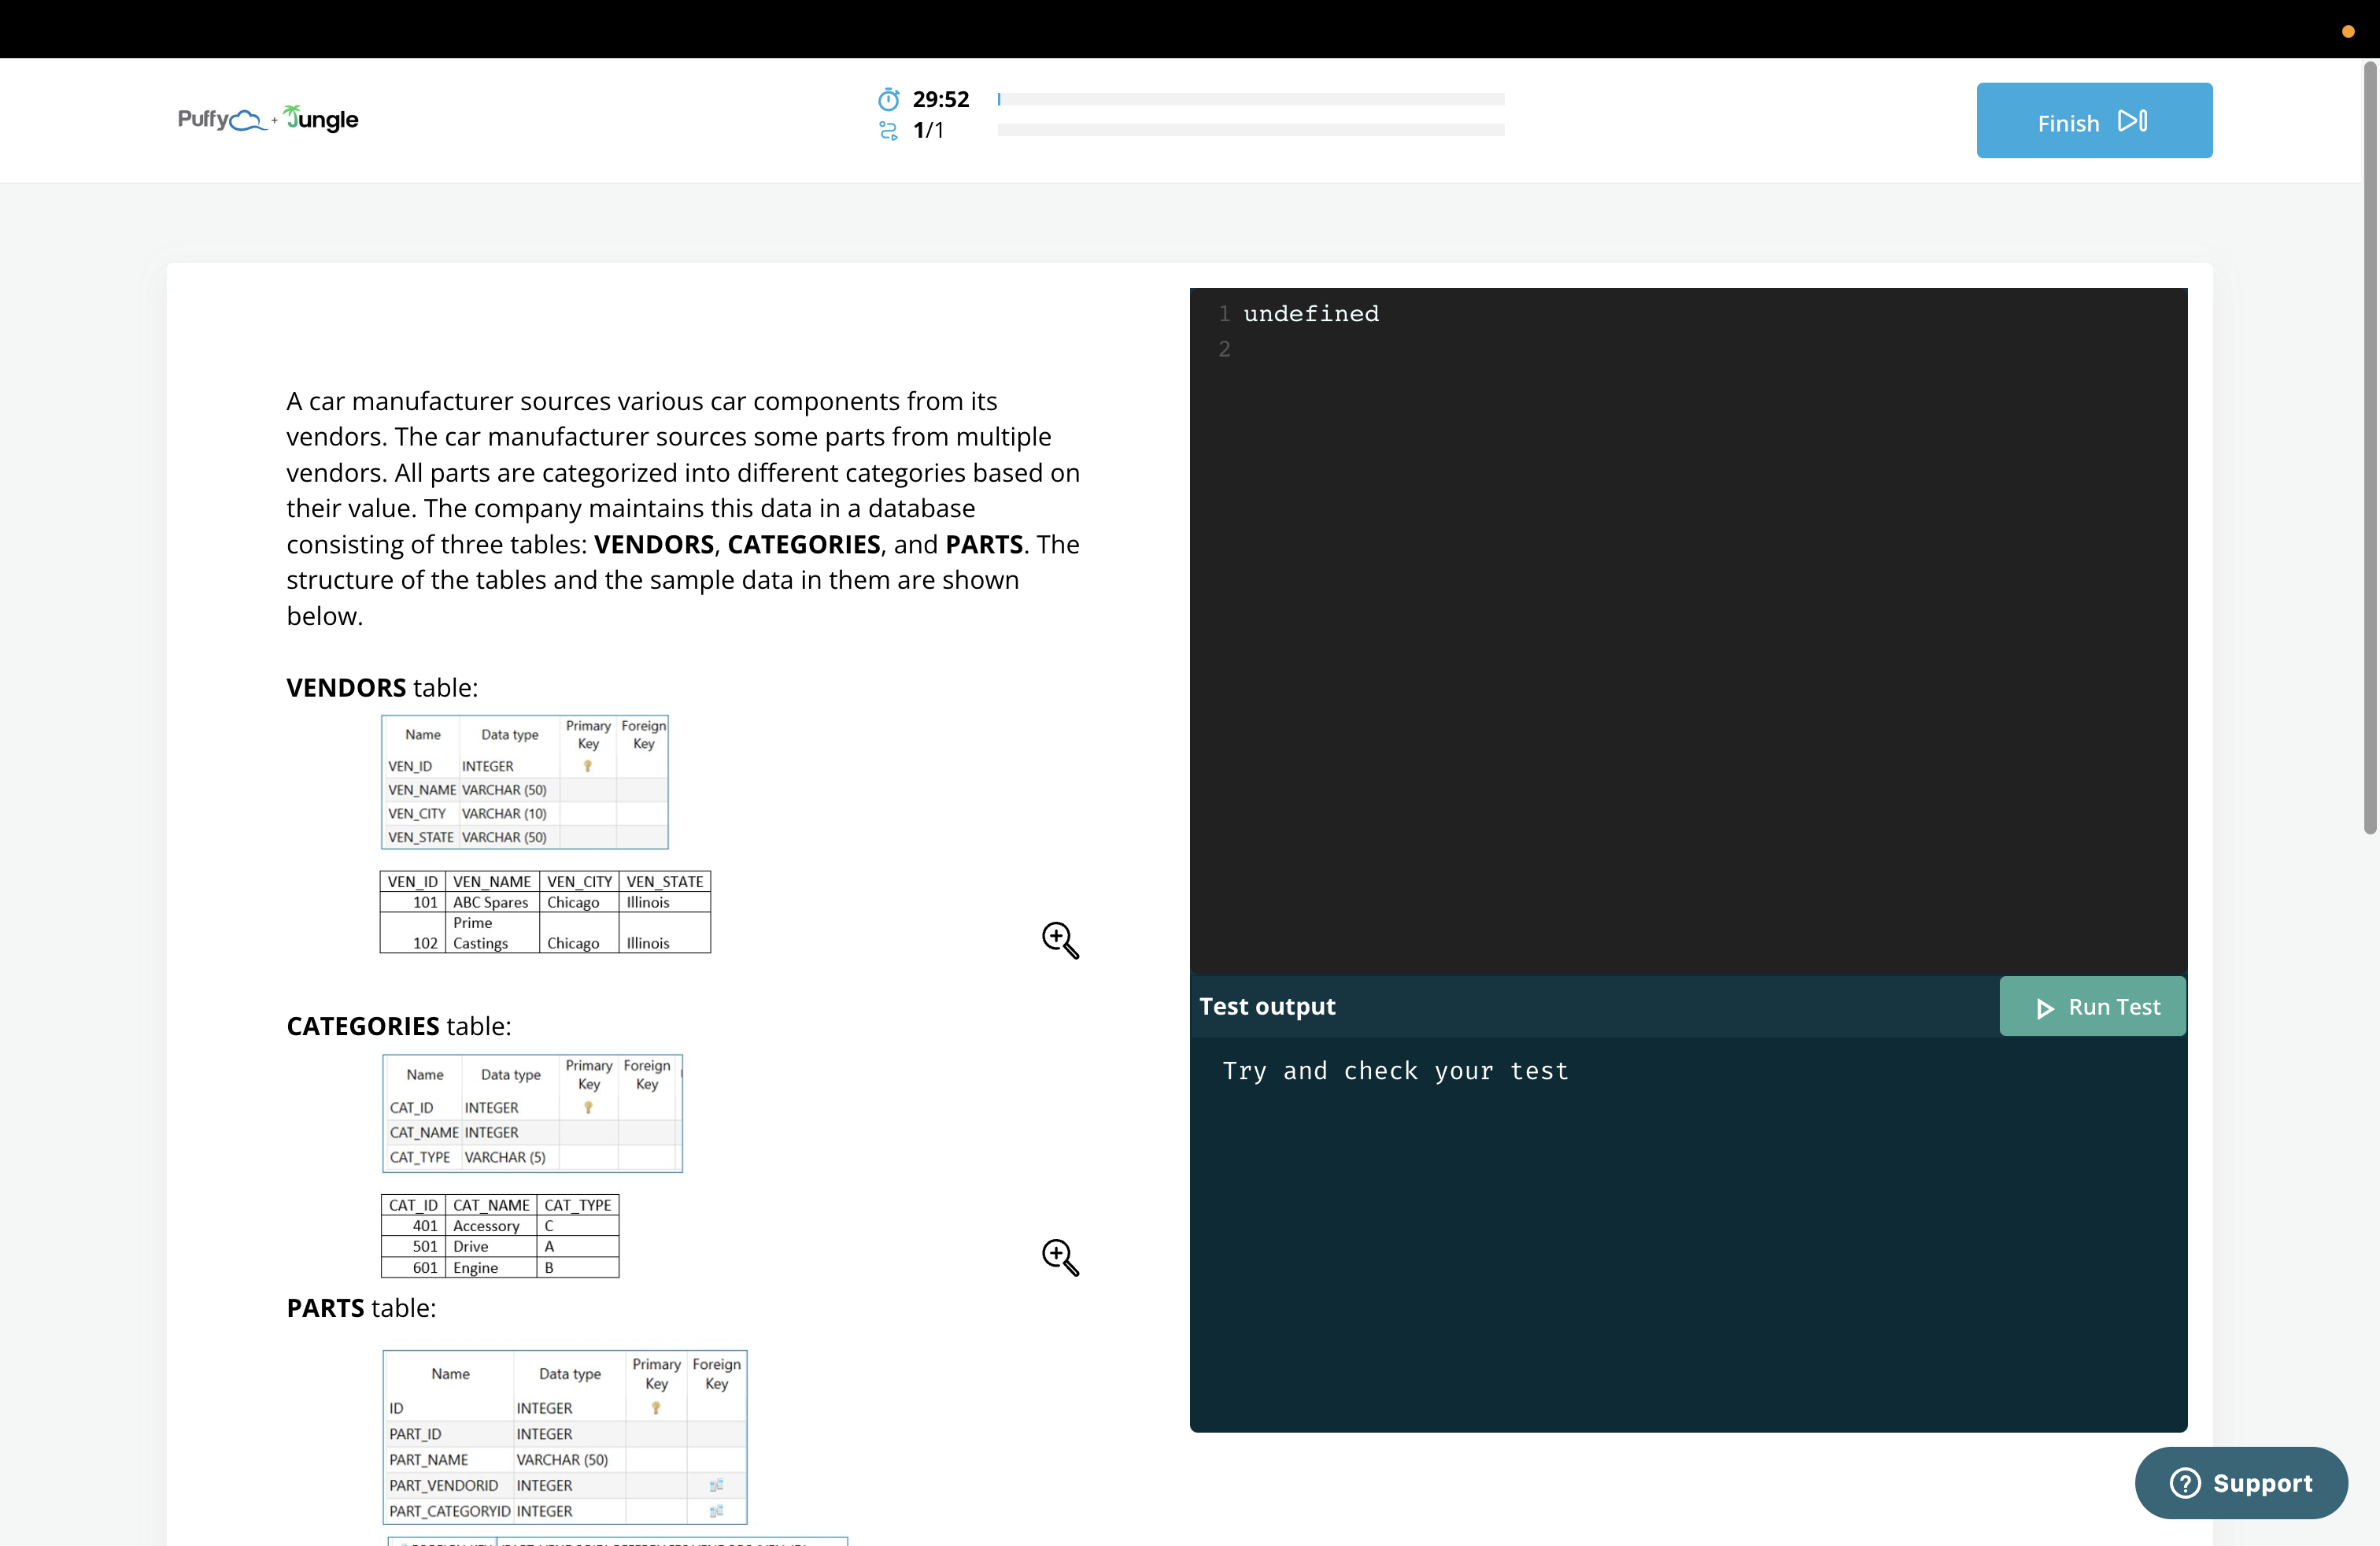 Puffy + Jungle
29:52
1/1
Finish
A car manufacturer sources various car components from its
vendors. The car manufacturer sources some parts from multiple
vendors. All parts are categorized into different categories based on
their value. The company maintains this data in a database
consisting of three tables: VENDORS, CATEGORIES, and PARTS. The
structure of the tables and the sample data in them are shown
below.
VENDORS table:
Name Data type Primary Key Foreign Key
VEN_ID INTEGER
VEN_NAME VARCHAR (50)
VEN_CITY VARCHAR (10)
VEN_STATE VARCHAR (50)
VEN_ID VEN_NAME VEN_CITY VEN_STATE
101 ABC Spares Chicago Illinois
102 Prime Castings Chicago Illinois
CATEGORIES table:
Name Data type Primary Key Foreign Key
CAT_ID INTEGER
CAT_NAME INTEGER
CAT_TYPE VARCHAR (5)
CAT_ID CAT_NAME CAT_TYPE
401 Accessory C
501 Drive A
601 Engine B
PARTS table:
Name Data type Primary Key Foreign Key
ID INTEGER
PART_ID INTEGER
PART_NAME VARCHAR (50)
PART_VENDORID INTEGER
PART_CATEGORYID INTEGER
1 undefined
2
Test output
Run Test
Try and check your test
Support